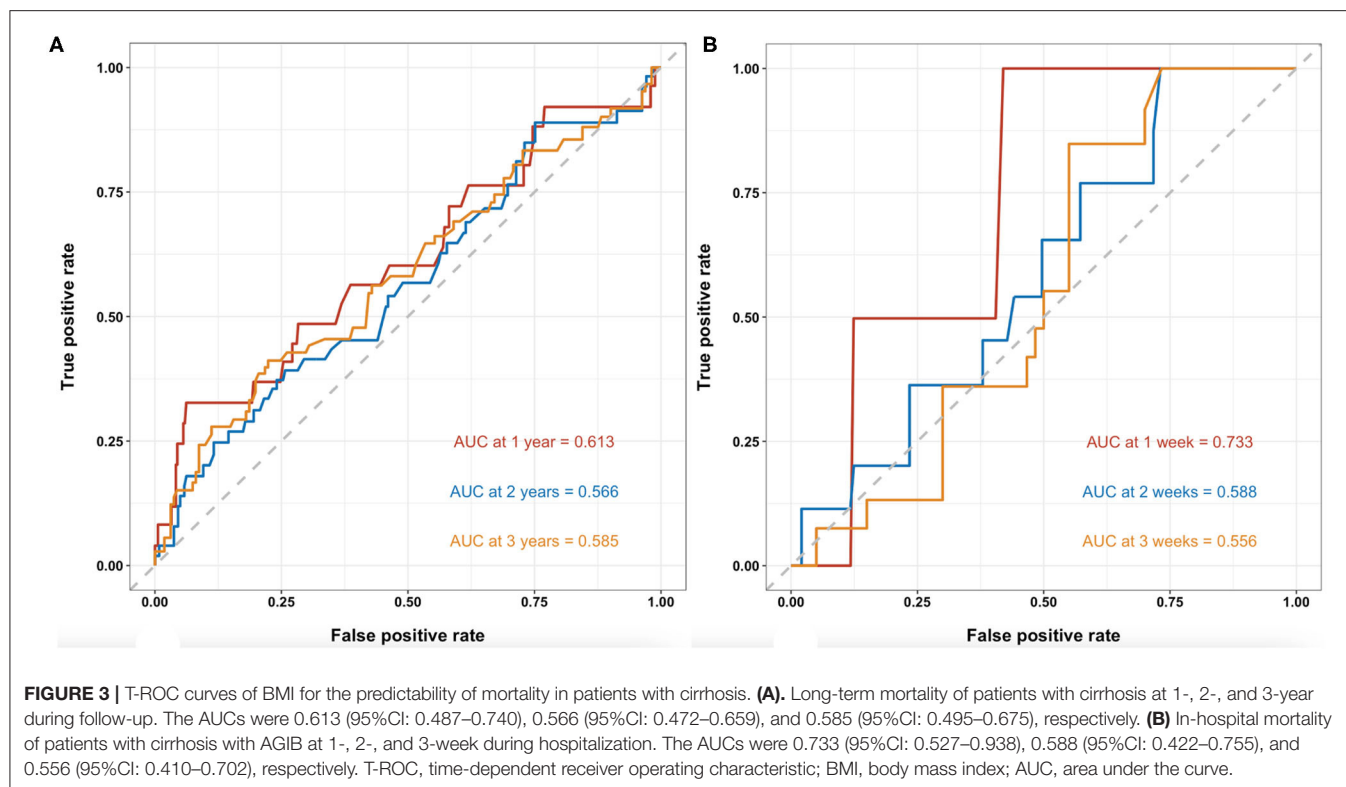 A
B
1.00
0.75
0.50
0.25
0.00
True positive rate
AUC at 1 year = 0.613
AUC at 2 years = 0.566
AUC at 3 years = 0.585
0.00 0.25 0.50 0.75 1.00
False positive rate
1.00
0.75
0.50
0.25
0.00
True positive rate
AUC at 1 week = 0.733
AUC at 2 weeks = 0.588
AUC at 3 weeks = 0.556
0.00 0.25 0.50 0.75 1.00
False positive rate
FIGURE 3 | T-ROC curves of BMI for the predictability of mortality in patients with cirrhosis. (A). Long-term mortality of patients with cirrhosis at 1-, 2-, and 3-year
during follow-up. The AUCs were 0.613 (95%CI: 0.487–0.740), 0.566 (95%CI: 0.472–0.659), and 0.585 (95%CI: 0.495–0.675), respectively. (B) In-hospital mortality
of patients with cirrhosis with AGIB at 1-, 2-, and 3-week during hospitalization. The AUCs were 0.733 (95%CI: 0.527–0.938), 0.588 (95%CI: 0.422–0.755), and
0.556 (95%CI: 0.410–0.702), respectively. T-ROC, time-dependent receiver operating characteristic; BMI, body mass index; AUC, area under the curve.